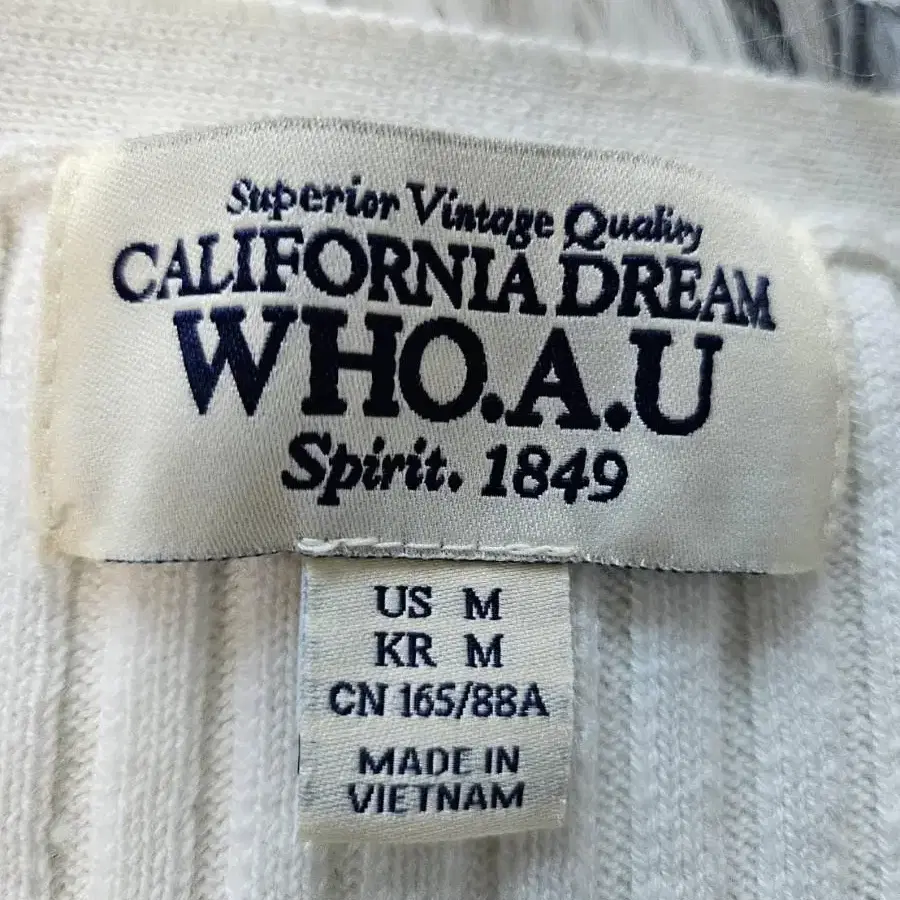 Superior Vintage Quality
CALIFORNIA DREAM
WHO.A.U
Spirit. 1849
US M
KR M
CN 165/88A
MADE IN
VIETNAM